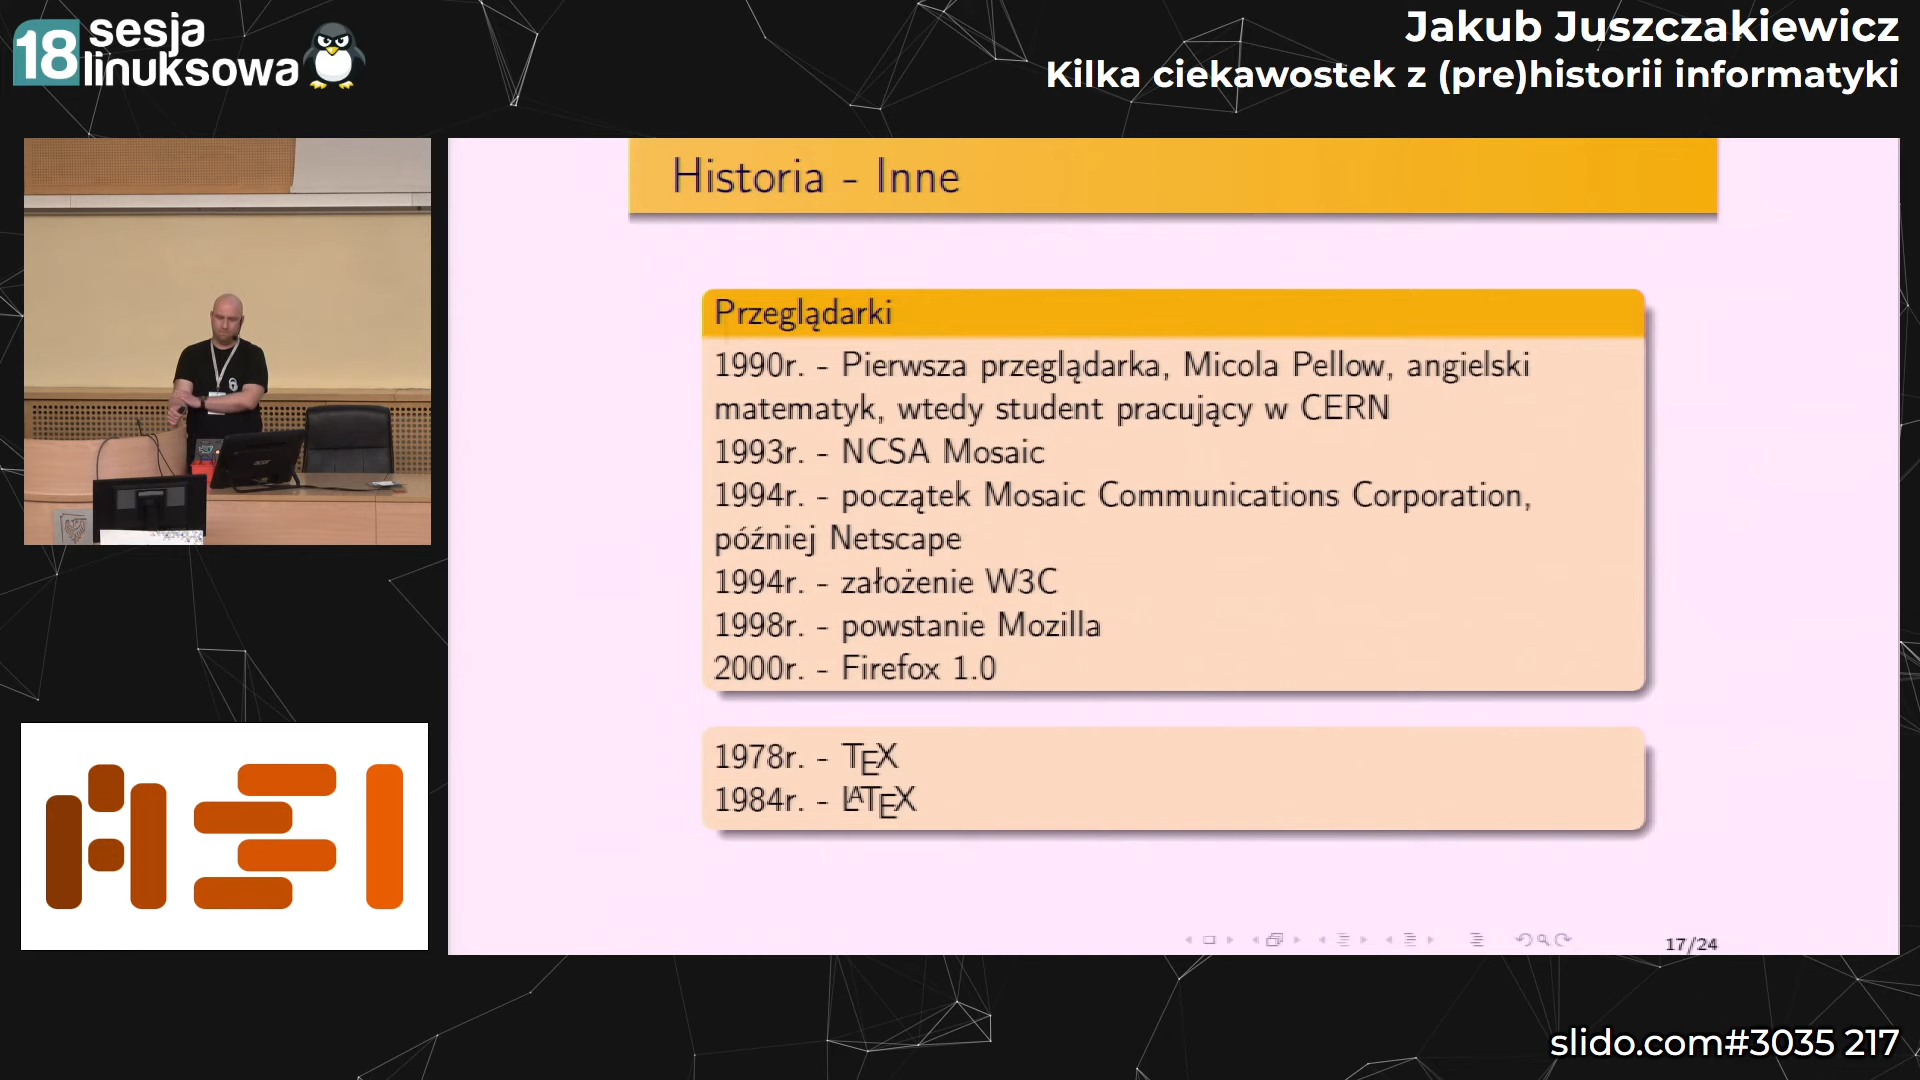 18 sesja
linuksowa
Jakub Juszczakiewicz
Kilka ciekawostek z (pre)historii informatyki
Historia - Inne
Przeglądarki
1990r. - Pierwsza przeglądarka, Micola Pellow, angielski
matematyk, wtedy student pracujący w CERN
1993r. - NCSA Mosaic
1994r. - początek Mosaic Communications Corporation,
później Netscape
1994r. - założenie W3C
1998r. - powstanie Mozilla
2000r. - Firefox 1.0
1978r. - TEX
1984r. - LATEX
17/24
ASI
slido.com#3035 217